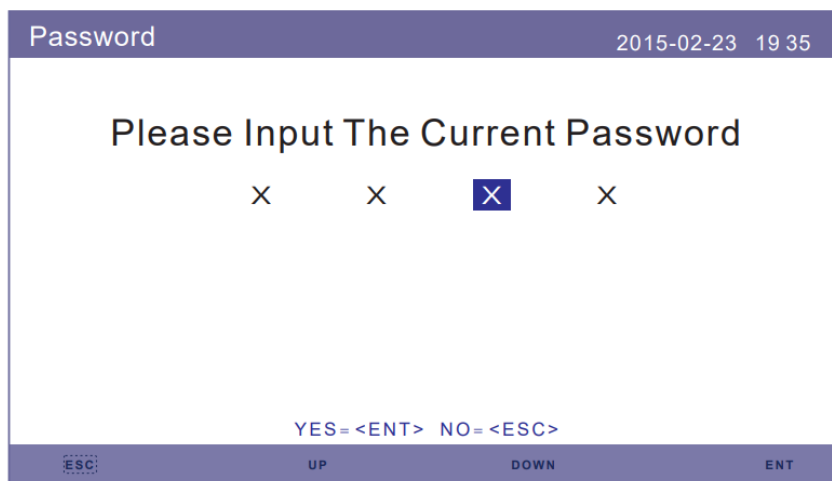 Password 2015-02-23 19 35
Please Input The Current Password
X X X X
YES=<ENT> NO=<ESC>
ESC UP DOWN ENT